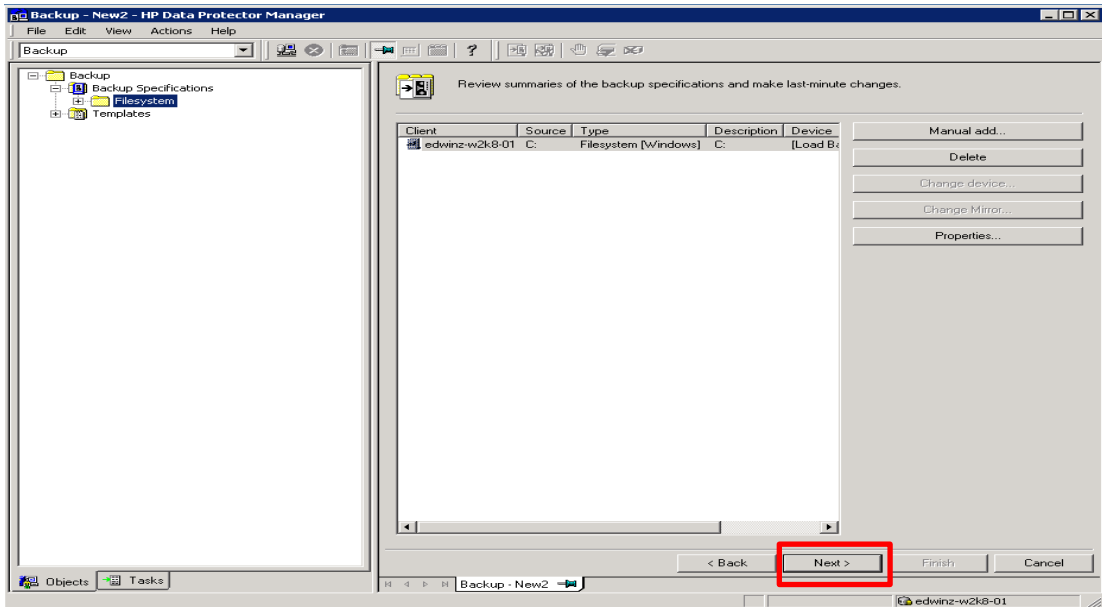 Backup - New2 - HP Data Protector Manager
File Edit View Actions Help
Backup
Backup
Backup Specifications
Filesystem
Templates
Review summaries of the backup specifications and make last-minute changes.
Client Source Type Description Device
edwinz-w2k8-01 C: Filesystem [Windows] C: [Load Ba
Manual add...
Delete
Change device...
Change Mirror...
Properties...
< Back Next > Finish Cancel
Objects Tasks
Backup - New2
edwinz-w2k8-01